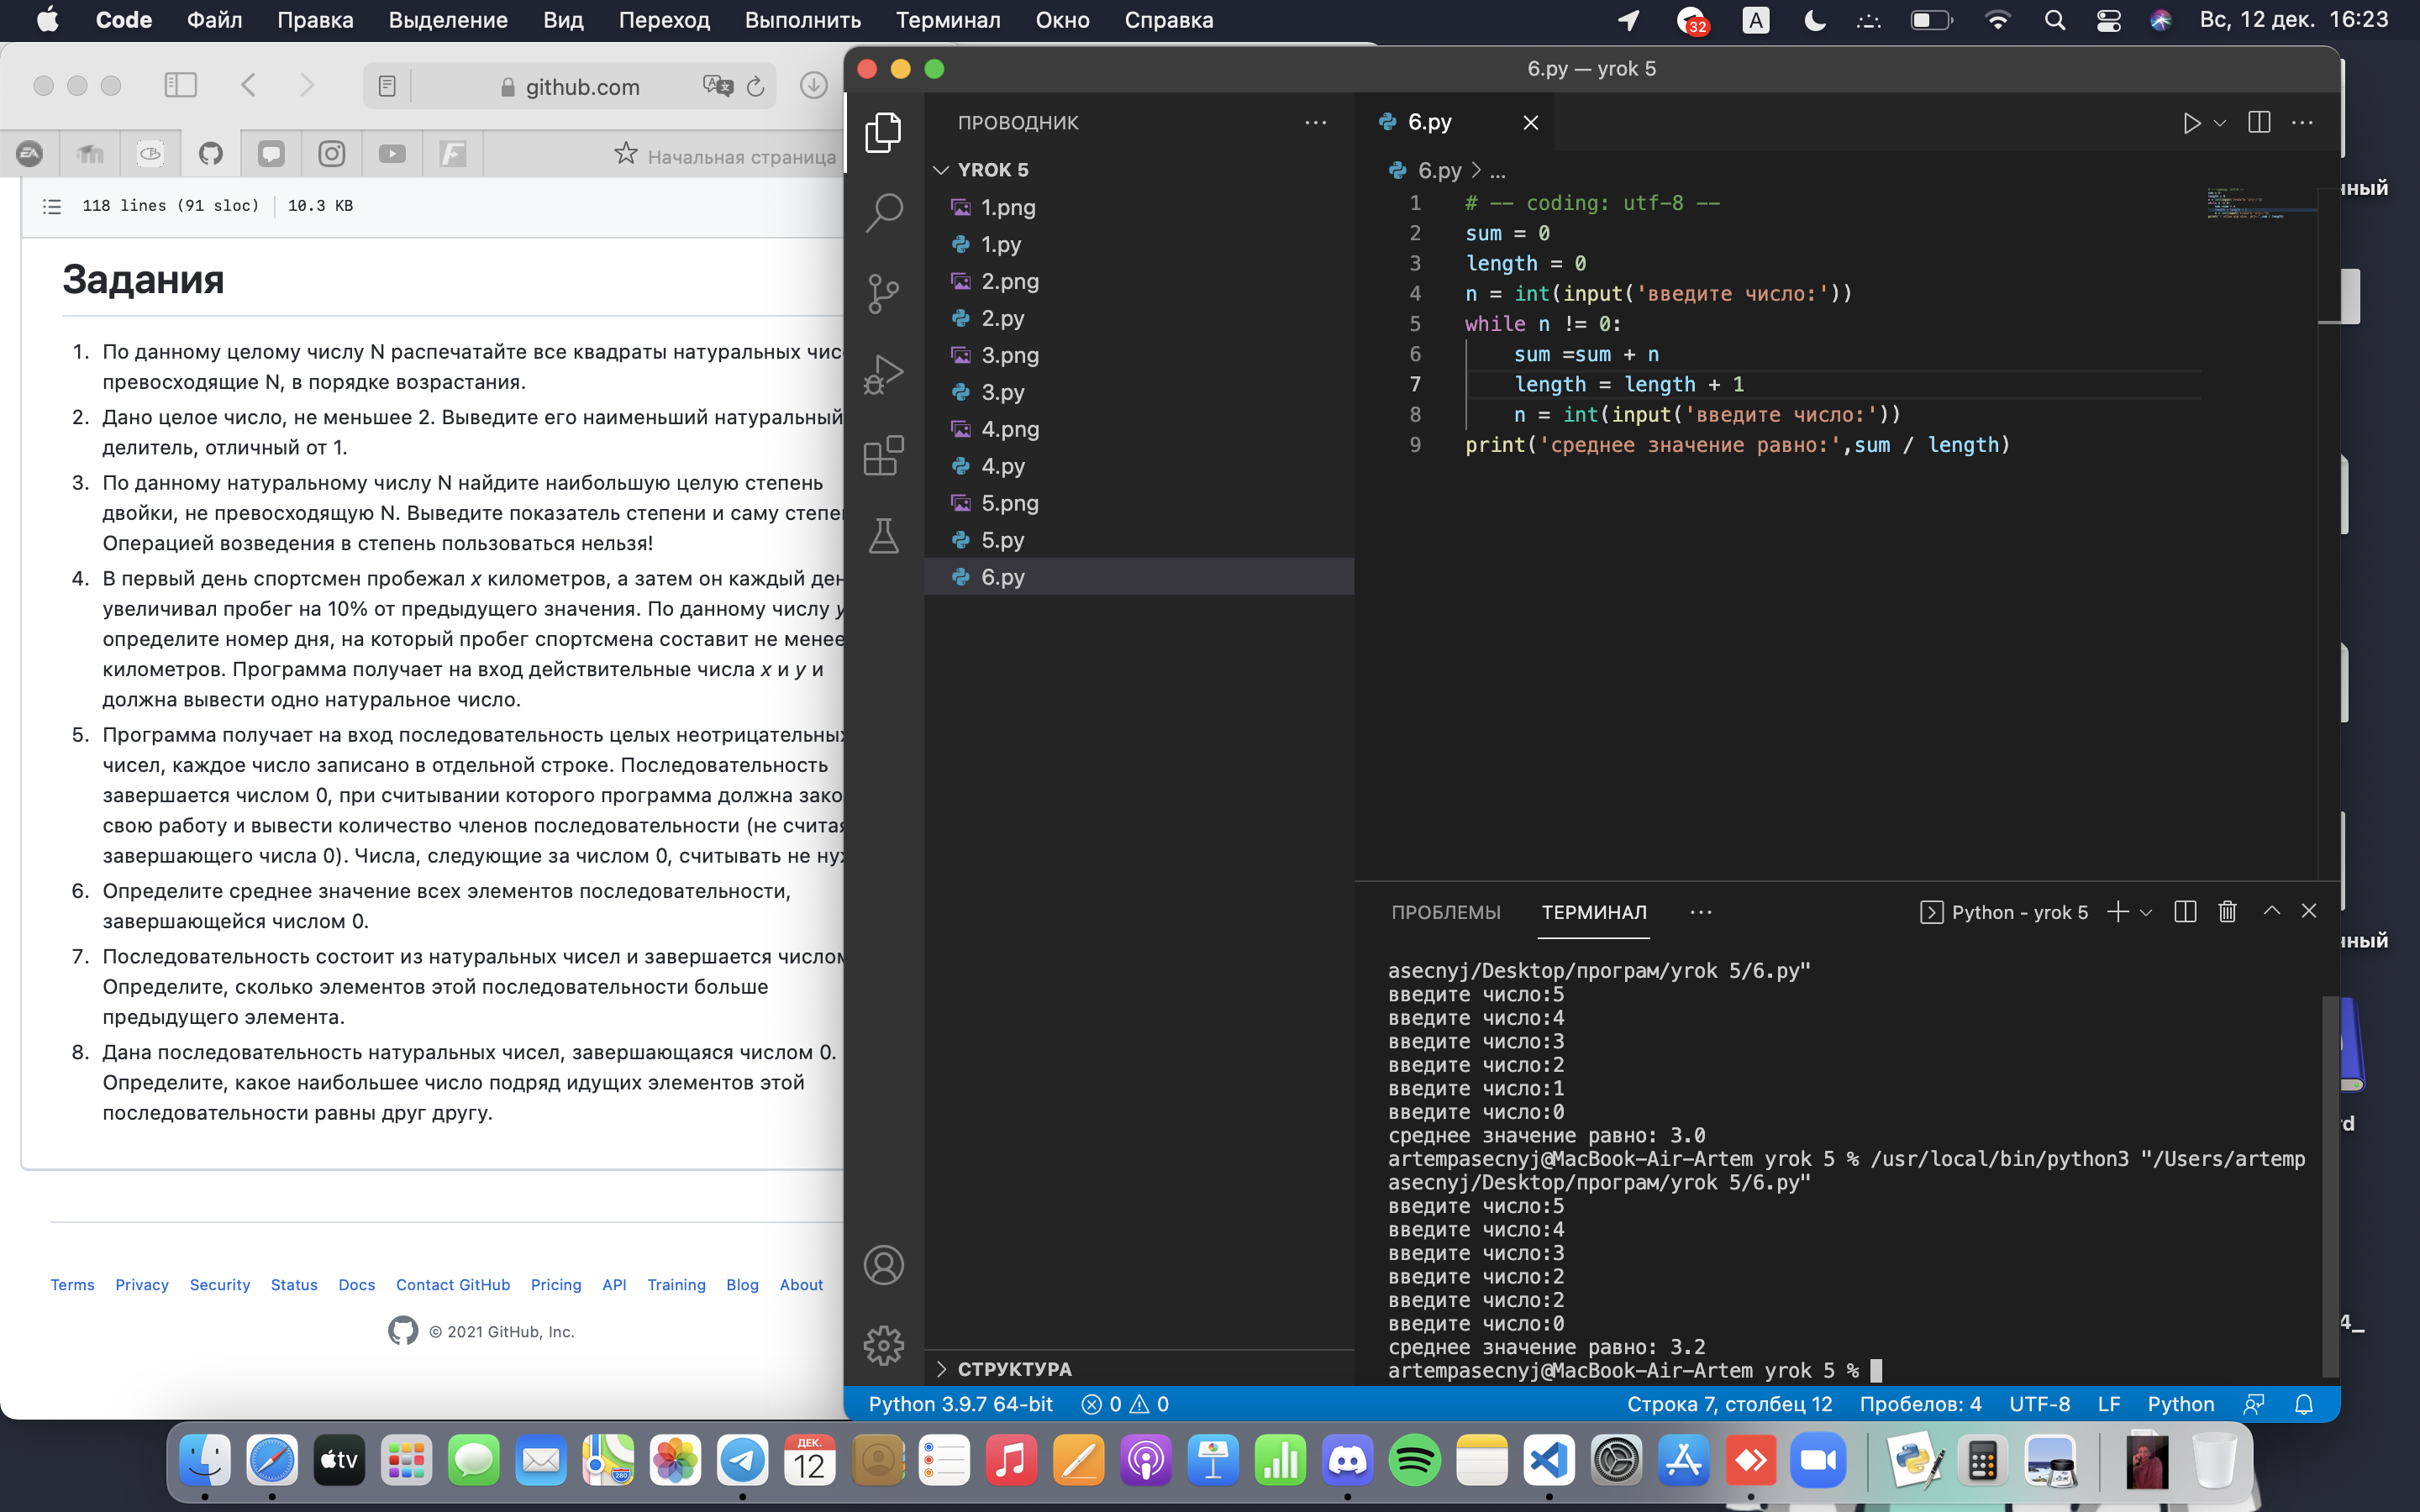 Code Файл Правка Выделение Вид Переход Выполнить Терминал Окно Справка
32 A Вс, 12 дек. 16:23
github.com
Начальная страница
118 lines (91 sloc) 10.3 KB
Задания
1. По данному целому числу N распечатайте все квадраты натуральных
превосходящие N, в порядке возрастания.
2. Дано целое число, не меньшее 2. Выведите его наименьший натуральный
делитель, отличный от 1.
3. По данному натуральному числу N найдите наибольшую целую степень
двойки, не превосходящую N. Выведите показатель степени и саму
Операцией возведения в степень пользоваться нельзя!
4. В первый день спортсмен пробежал x километров, а затем он каждый
увеличивал пробег на 10% от предыдущего значения. По данному числу y
определите номер дня, на который пробег спортсмена составит не менее
километров. Программа получает на вход действительные числа x и y и
должна вывести одно натуральное число.
5. Программа получает на вход последовательность целых неотрицательных
чисел, каждое число записано в отдельной строке. Последовательность
завершается числом 0, при считывании которого программа должна
свою работу и вывести количество членов последовательности (не считая
завершающего числа 0). Числа, следующие за числом 0, считывать не
6. Определите среднее значение всех элементов последовательности,
завершающейся числом 0.
7. Последовательность состоит из натуральных чисел и завершается числом
Определите, сколько элементов этой последовательности больше
предыдущего элемента.
8. Дана последовательность натуральных чисел, завершающаяся числом 0.
Определите, какое наибольшее число подряд идущих элементов этой
последовательности равны друг другу.
Terms Privacy Security Status Docs Contact GitHub Pricing API Training Blog About
© 2021 GitHub, Inc.
6.py — yrok 5
ПРОВОДНИК
YROK 5
1.png
1.py
2.png
2.py
3.png
3.py
4.png
4.py
5.png
5.py
6.py
СТРУКТУРА
6.py
6.py > ...
1 # -- coding: utf-8 --
2 sum = 0
3 length = 0
4 n = int(input('введите число:'))
5 while n != 0:
6 sum =sum + n
7 length = length + 1
8 n = int(input('введите число:'))
9 print('среднее значение равно:',sum / length)
ПРОБЛЕМЫ ТЕРМИНАЛ Python - yrok 5
asecnyj/Desktop/програм/yrok 5/6.py"
введите число:5
введите число:4
введите число:3
введите число:2
введите число:1
введите число:0
среднее значение равно: 3.0
artempasecnyj@MacBook-Air-Artem yrok 5 % /usr/local/bin/python3 "/Users/artemp
asecnyj/Desktop/програм/yrok 5/6.py"
введите число:5
введите число:4
введите число:3
введите число:2
введите число:2
введите число:0
среднее значение равно: 3.2
artempasecnyj@MacBook-Air-Artem yrok 5 %
Python 3.9.7 64-bit 0 0 Строка 7, столбец 12 Пробелов: 4 UTF-8 LF Python
tv
280
ДЕК.
12